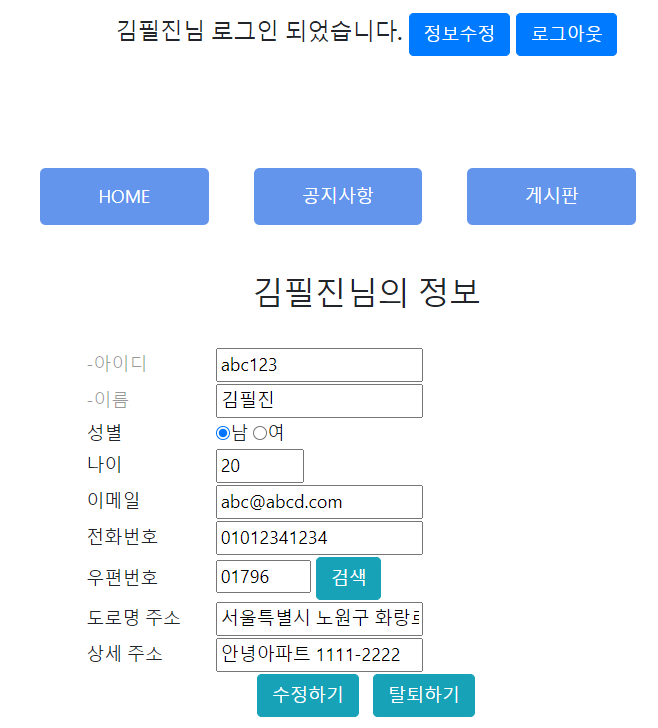 김필진님 로그인 되었습니다. 정보수정 로그아웃
HOME 공지사항 게시판
김필진님의 정보
-아이디 abc123
-이름 김필진
성별 남 여
나이 20
이메일 abc@abcd.com
전화번호 01012341234
우편번호 01796 검색
도로명 주소 서울특별시 노원구
상세 주소 안녕아파트 1111-2222
수정하기 탈퇴하기